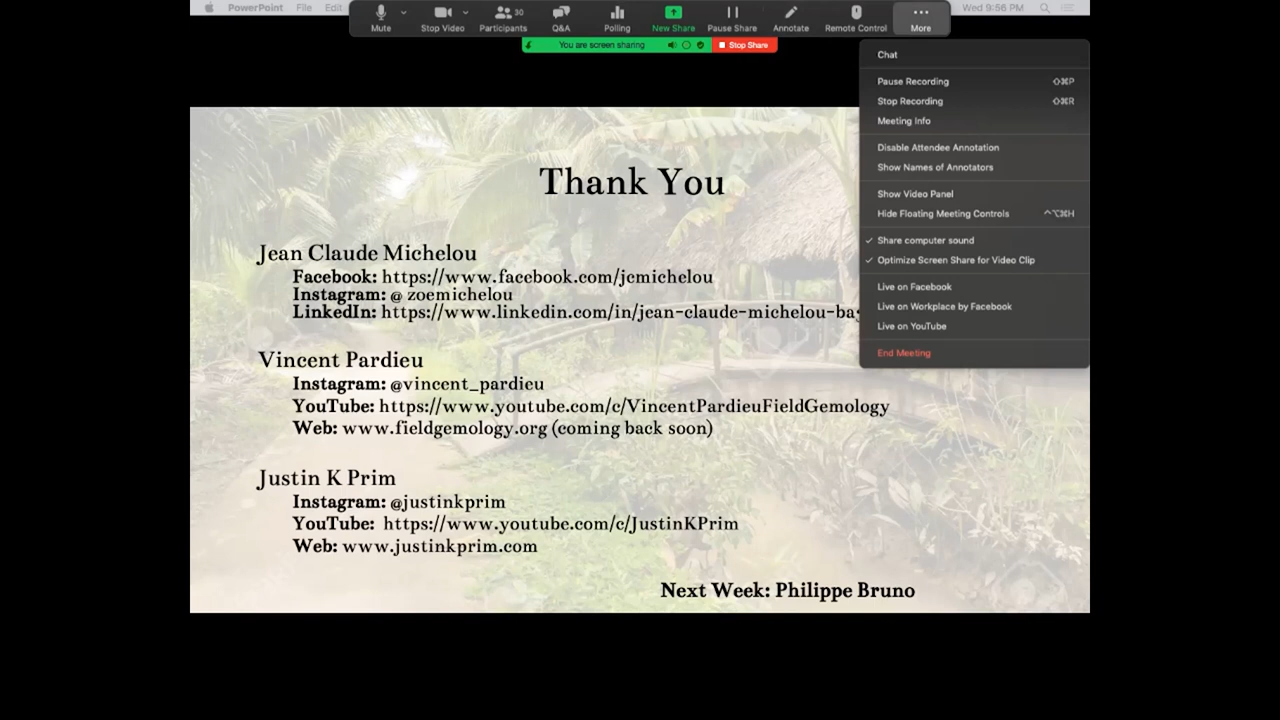 PowerPoint File Edit Wed 9:56 PM
30
Mute Stop Video Participants Q&A Polling New Share Pause Share Annotate Remote Control More
You are screen sharing Stop Share
Chat
Pause Recording ⇧⌘P
Stop Recording ⇧⌘R
Meeting Info
Disable Attendee Annotation
Show Names of Annotators
Show Video Panel
Hide Floating Meeting Controls ^⌥⌘H
✓ Share computer sound
✓ Optimize Screen Share for Video Clip
Live on Facebook
Live on Workplace by Facebook
Live on YouTube
End Meeting
Thank You
Jean Claude Michelou
Facebook: https://www.facebook.com/jcmichelou
Instagram: @ zoemichelou
LinkedIn: https://www.linkedin.com/in/jean-claude-michelou-ba
Vincent Pardieu
Instagram: @vincent_pardieu
YouTube: https://www.youtube.com/c/VincentPardieuFieldGemology
Web: www.fieldgemology.org (coming back soon)
Justin K Prim
Instagram: @justinkprim
YouTube: https://www.youtube.com/c/JustinKPrim
Web: www.justinkprim.com
Next Week: Philippe Bruno